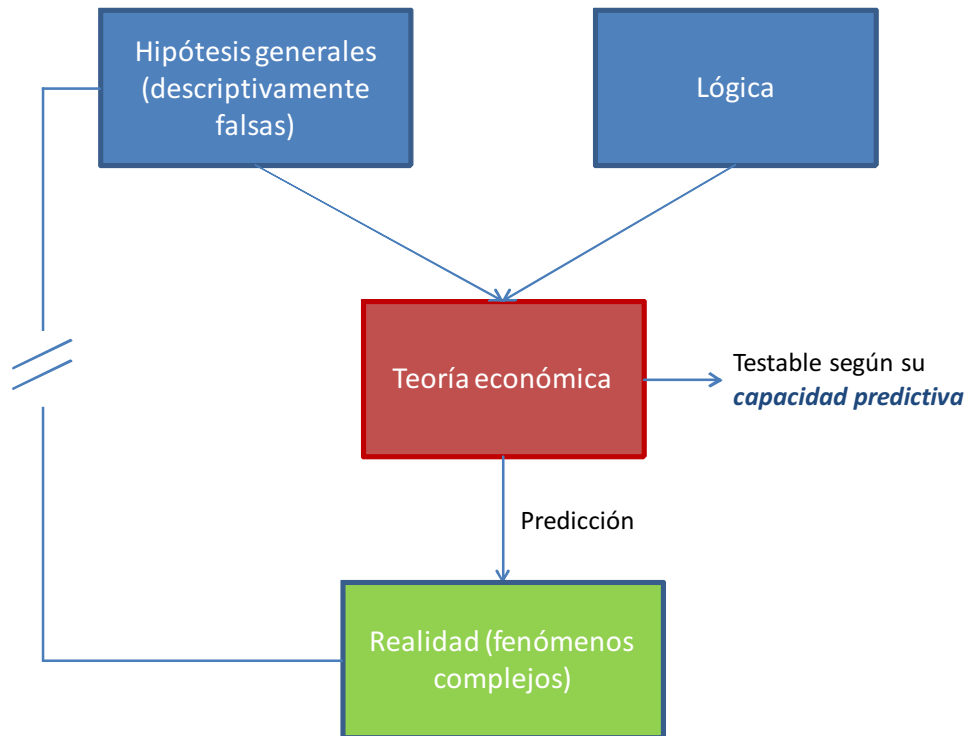 Hipótesis generales
(descriptivamente
falsas)
Lógica
Teoría económica
Testable según su
capacidad predictiva
Predicción
Realidad (fenómenos
complejos)